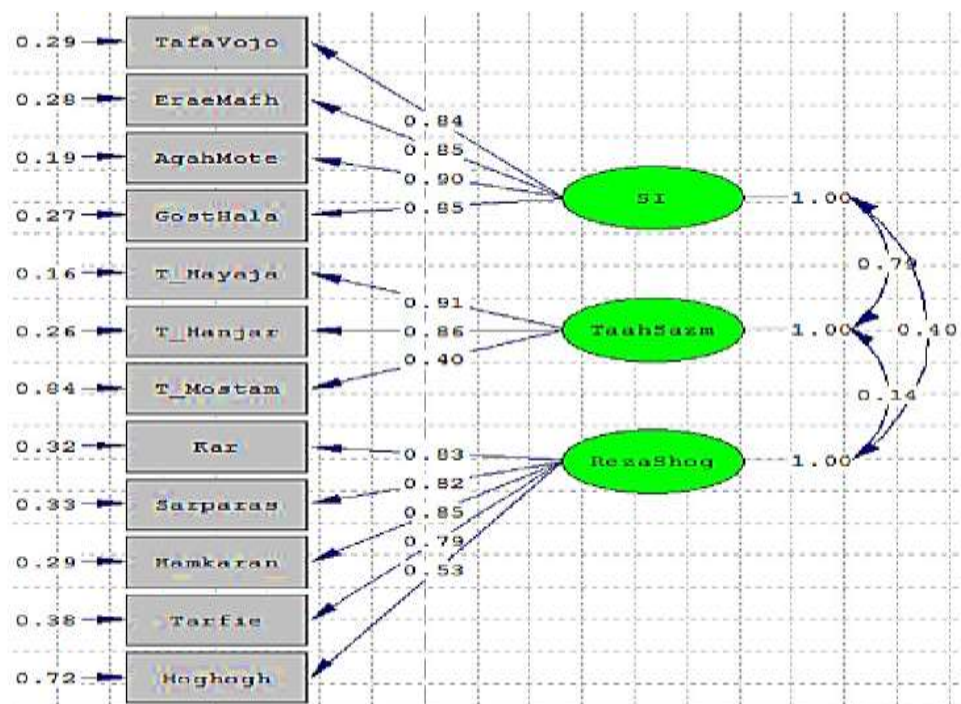 0.29 TafaVojo
0.28 EraeMafh
0.19 AgahMote
0.27 GostHala
0.16 T_Hayaja
0.26 T_Hanjar
0.84 T_Mostam
0.32 Kar
0.33 Sarparas
0.29 Hamkaran
0.38 Tarfie
0.72 Hoghogh
0.84
0.85
0.90
0.85
0.91
0.86
0.40
0.83
0.82
0.85
0.79
0.53
SI 1.00
TaahSazm 1.00
RezaShog 1.00
0.79
0.40
0.14